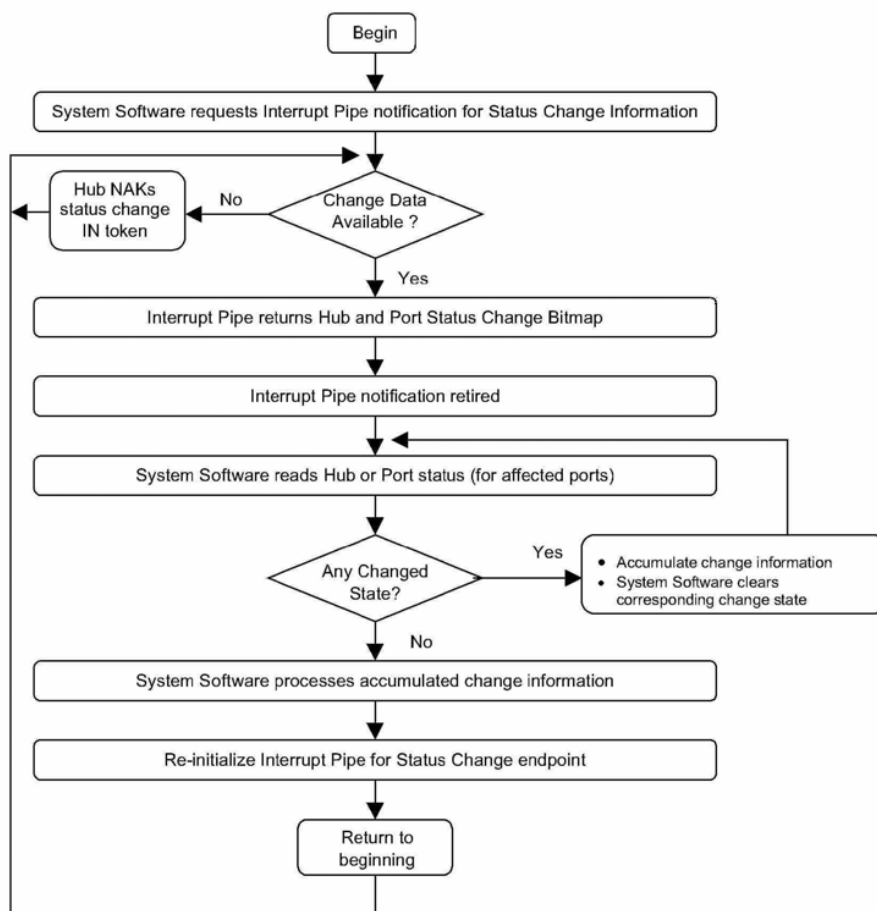 Begin
System Software requests Interrupt Pipe notification for Status Change Information
Hub NAKs
status change
IN token
No
Change Data
Available ?
Yes
Interrupt Pipe returns Hub and Port Status Change Bitmap
Interrupt Pipe notification retired
System Software reads Hub or Port status (for affected ports)
Any Changed
State?
Yes
• Accumulate change information
• System Software clears
corresponding change state
No
System Software processes accumulated change information
Re-initialize Interrupt Pipe for Status Change endpoint
Return to
beginning